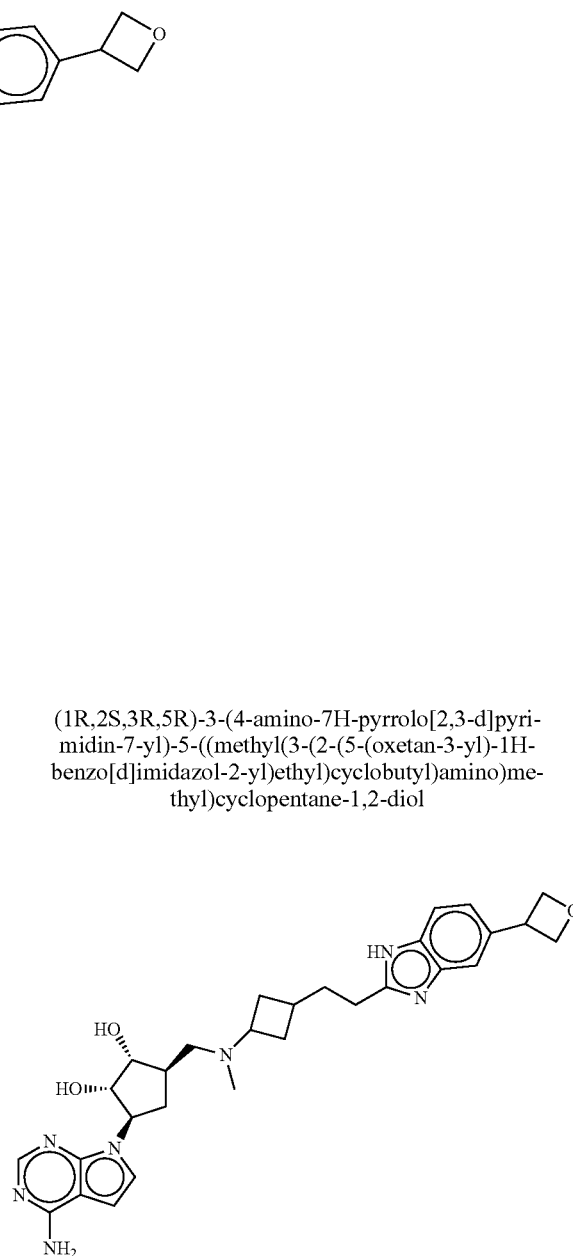 O
(1R,2S,3R,5R)-3-(4-amino-7H-pyrrolo[2,3-d]pyri-
midin-7-yl)-5-((methyl(3-(2-(5-(oxetan-3-yl)-1H-
benzo[d]imidazol-2-yl)ethyl)cyclobutyl)amino)me-
thyl)cyclopentane-1,2-diol
O
HN
N
HO
N
HO
N
N
N
NH2